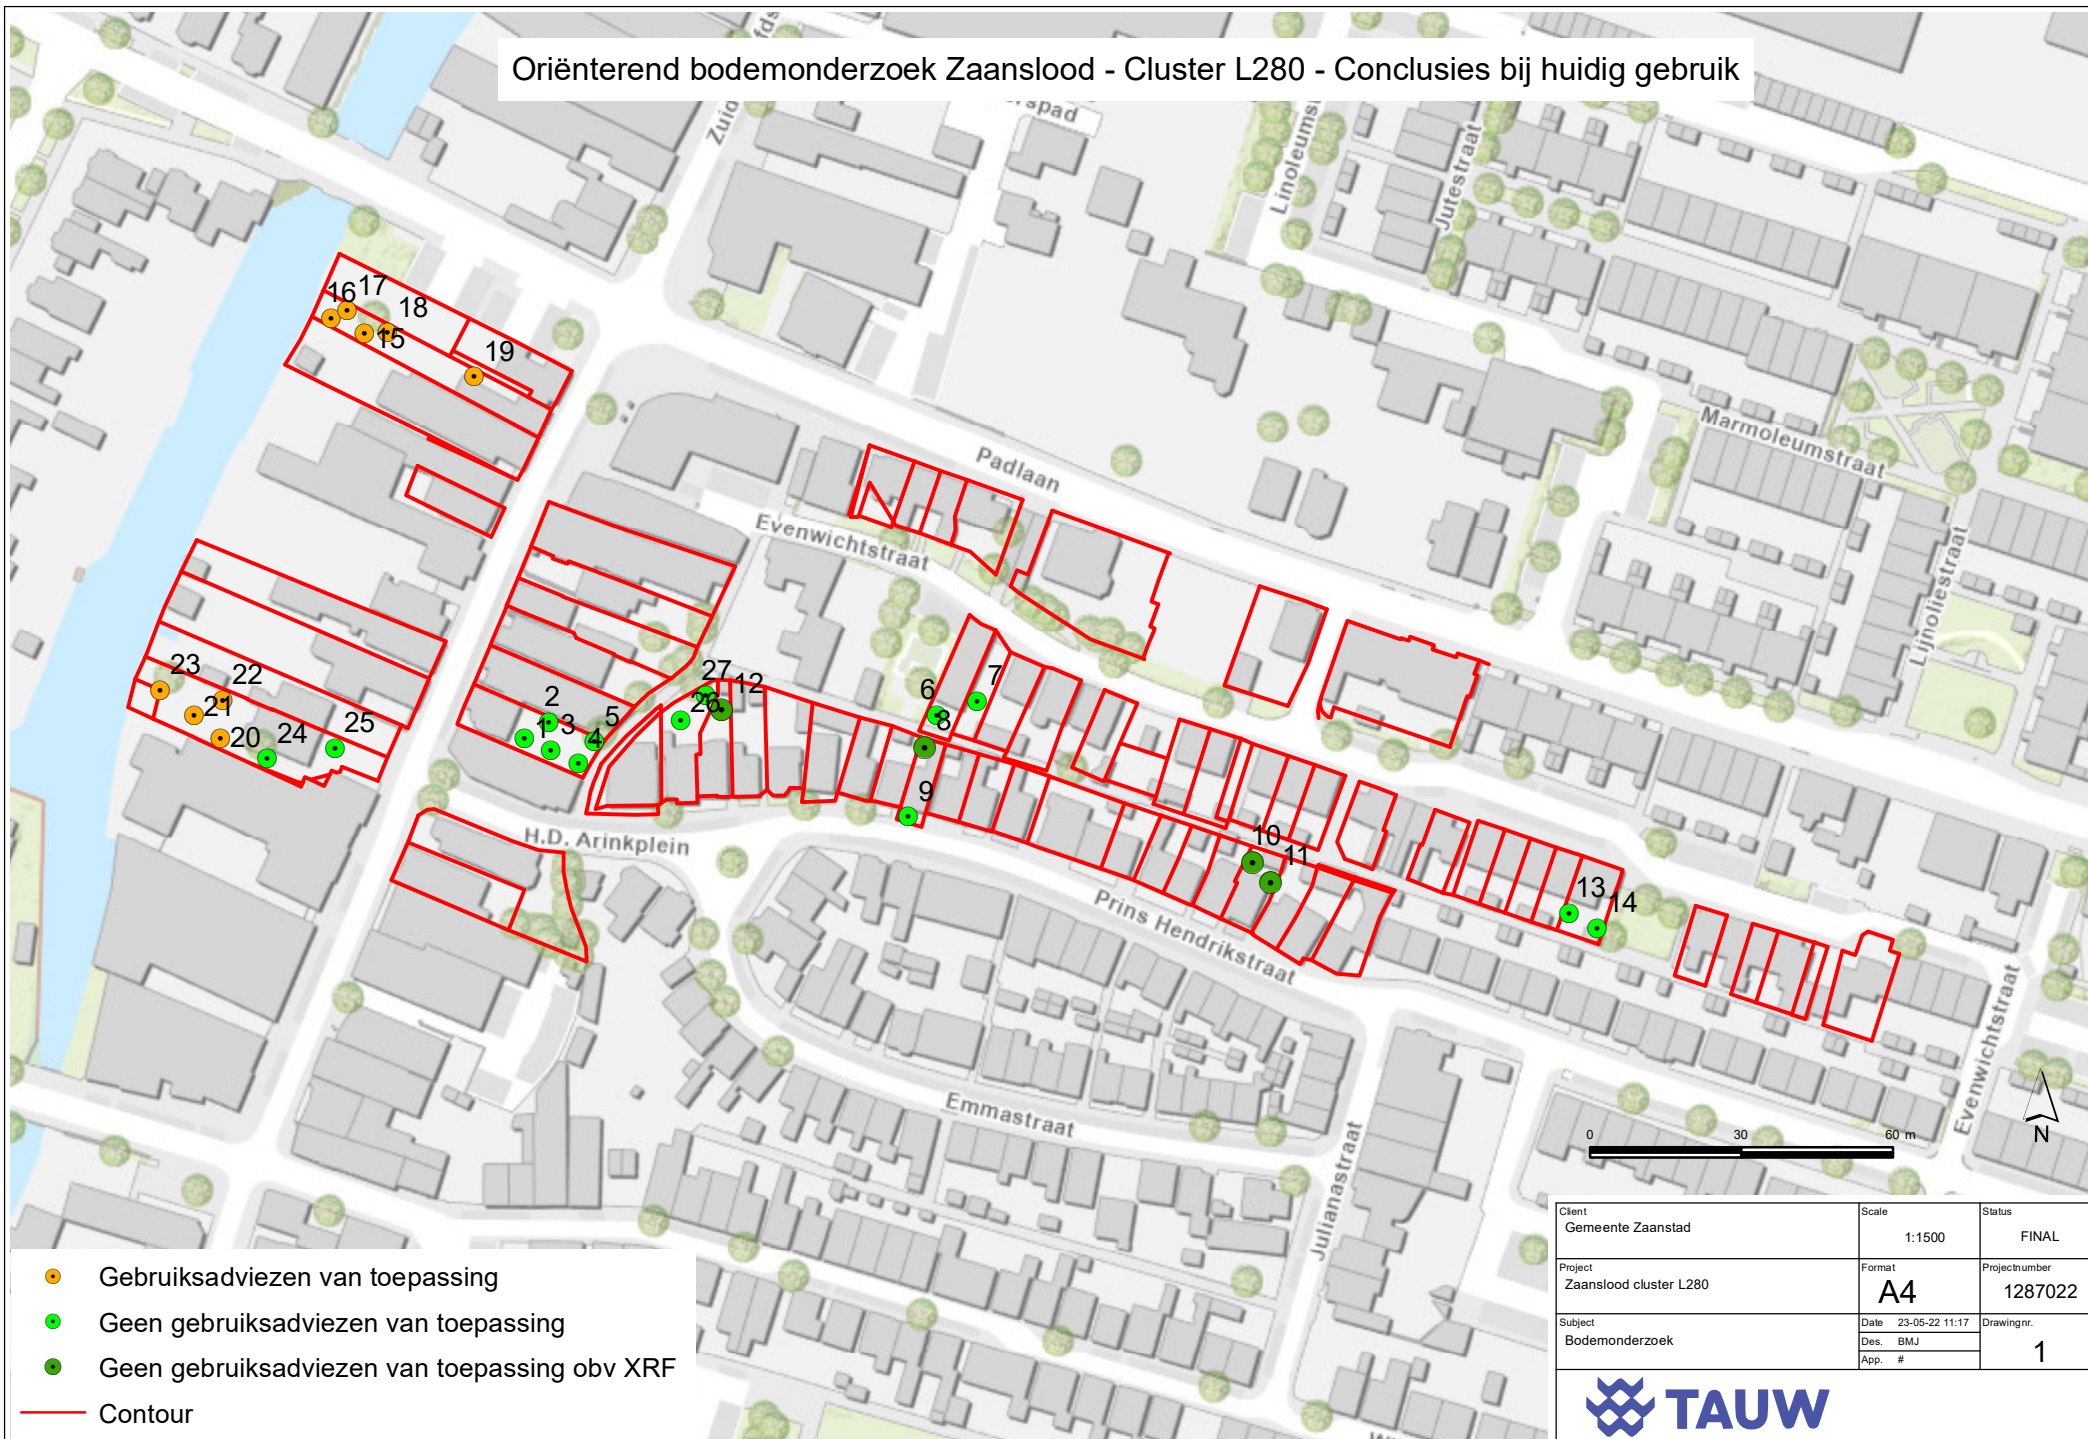 Oriënterend bodemonderzoek Zaanslood - Cluster L280 - Conclusies bij huidig gebruik
Linoleumst
Jutestraat
Marmoleumstraat
Lijnoliestraat
Padlaan
Evenwichtstraat
H.D. Arinkplein
Prins Hendrikstraat
Emmastraat
Julianastraat
Evenwichtstraat
17
16
18
15
19
23
22
21
20
24
25
2
1
3
4
5
27
26
12
6
7
8
9
10
11
13
14
0 30 60 m
N
Gebruiksadviezen van toepassing
Geen gebruiksadviezen van toepassing
Geen gebruiksadviezen van toepassing obv XRF
Contour
Client
Gemeente Zaanstad
Scale
1:1500
Status
FINAL
Project
Zaanslood cluster L280
Format
A4
Projectnumber
1287022
Subject
Bodemonderzoek
Date 23-05-22 11:17
Des. BMJ
App. #
Drawingnr.
1
TAUW